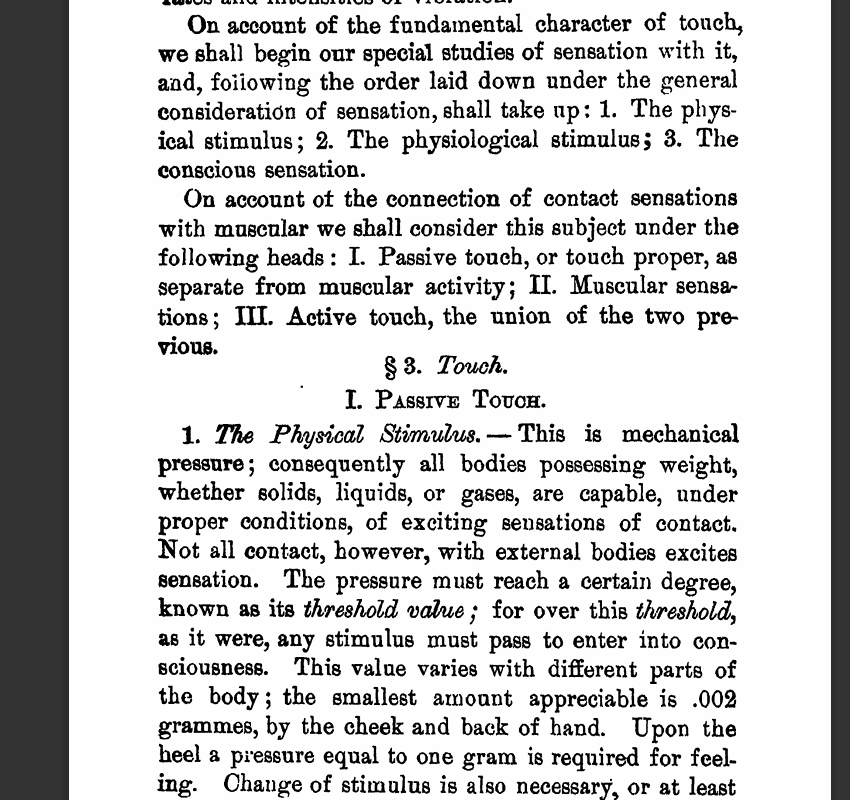 On account of the fundamental character of touch,
we shall begin our special studies of sensation with it,
and, following the order laid down under the general
consideration of sensation, shall take up: 1. The phys-
ical stimulus; 2. The physiological stimulus; 3. The
conscious sensation.
On account of the connection of contact sensations
with muscular we shall consider this subject under the
following heads: I. Passive touch, or touch proper, as
separate from muscular activity; II. Muscular sensa-
tions; III. Active touch, the union of the two pre-
vious.
§ 3. Touch.
I. Passive Touch.
1. The Physical Stimulus. — This is mechanical
pressure; consequently all bodies possessing weight,
whether solids, liquids, or gases, are capable, under
proper conditions, of exciting sensations of contact.
Not all contact, however, with external bodies excites
sensation. The pressure must reach a certain degree,
known as its threshold value; for over this threshold,
as it were, any stimulus must pass to enter into con-
sciousness. This value varies with different parts of
the body; the smallest amount appreciable is .002
grammes, by the cheek and back of hand. Upon the
heel a pressure equal to one gram is required for feel-
ing. Change of stimulus is also necessary, or at least